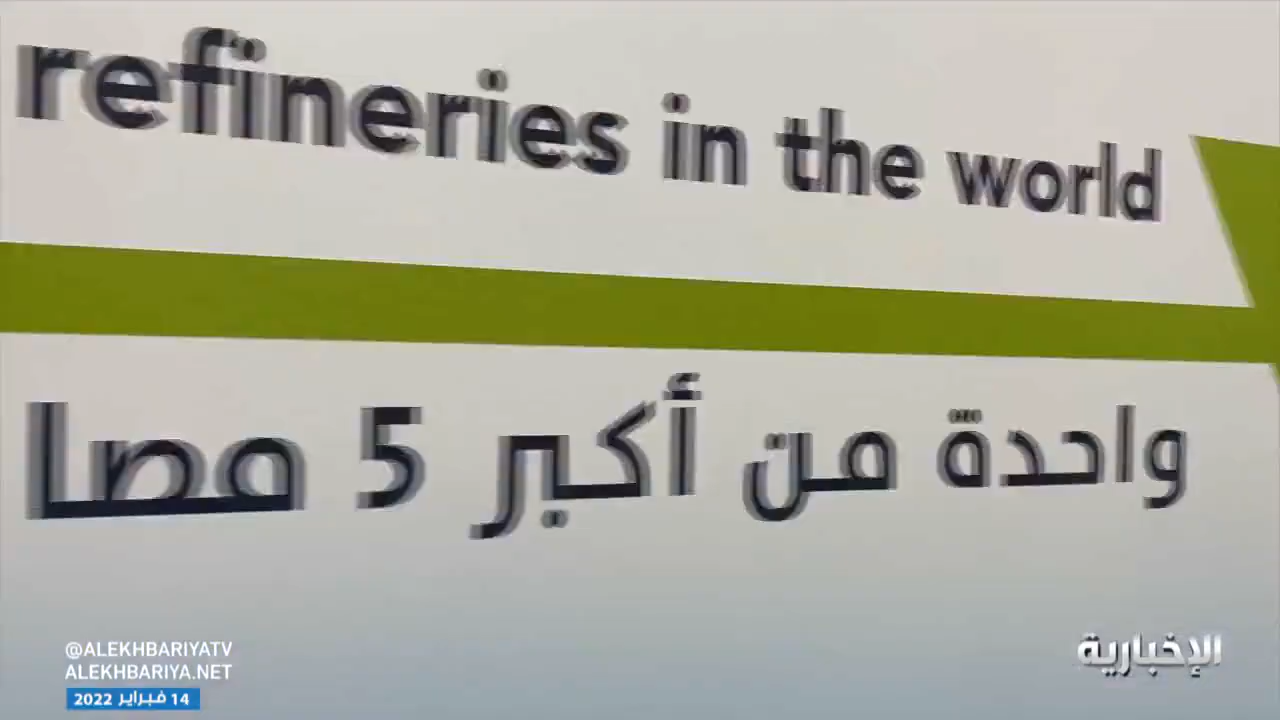 refineries in the world
واحدة من أكبر 5 مصا
@ALEKHBARIYATV
ALEKHBARIYA.NET
14 فبراير 2022
الإخبارية